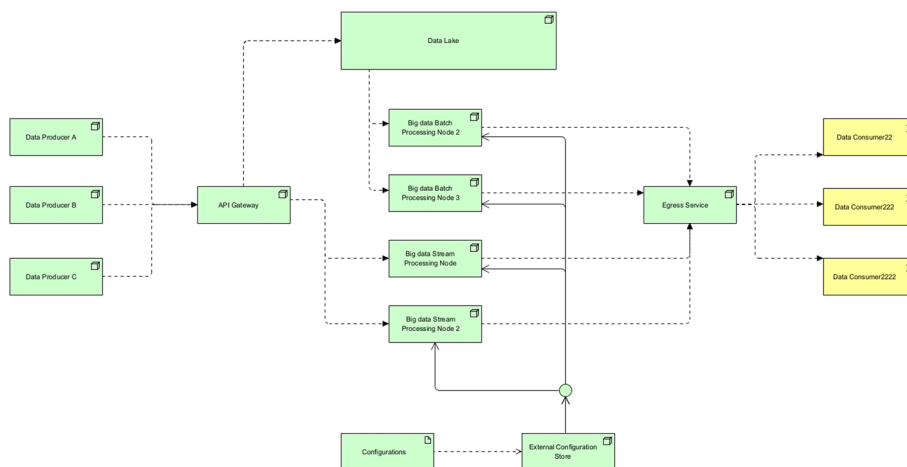 Data Lake
Big data Batch
Processing Node 2
Data Producer A
Data Consumer22
Big data Batch
Processing Node 3
Data Producer B
API Gateway
Egress Service
Data Consumer222
Big data Stream
Processing Node
Data Producer C
Data Consumer2222
Big data Stream
Processing Node 2
Configurations
External Configuration
Store